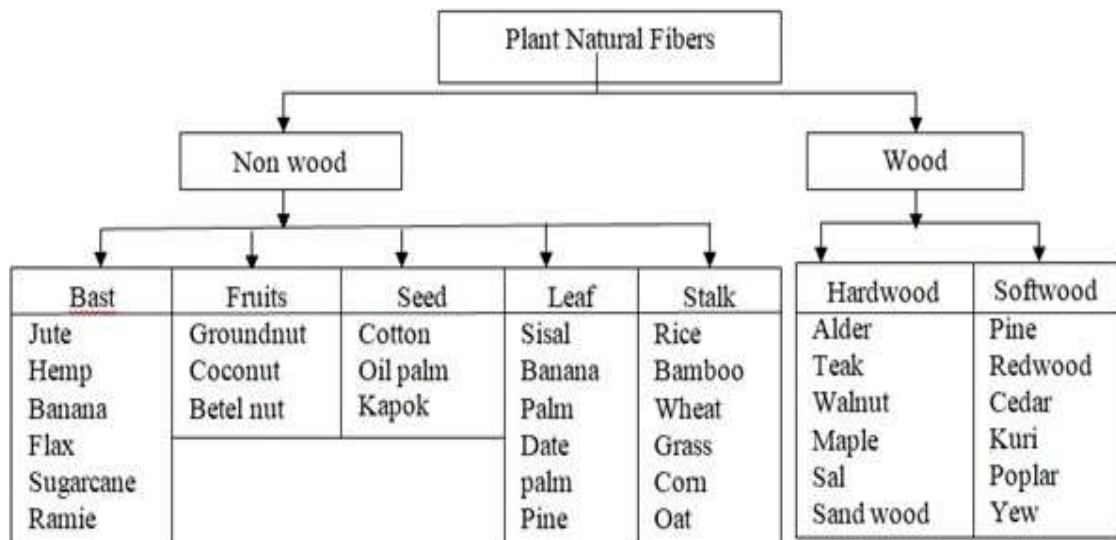 Plant Natural Fibers
Non wood
Wood
Bast
Jute
Hemp
Banana
Flax
Sugarcane
Ramie
Fruits
Groundnut
Coconut
Betel nut
Seed
Cotton
Oil palm
Kapok
Leaf
Sisal
Banana
Palm
Date
palm
Pine
Stalk
Rice
Bamboo
Wheat
Grass
Corn
Oat
Hardwood
Alder
Teak
Walnut
Maple
Sal
Sand wood
Softwood
Pine
Redwood
Cedar
Kuri
Poplar
Yew